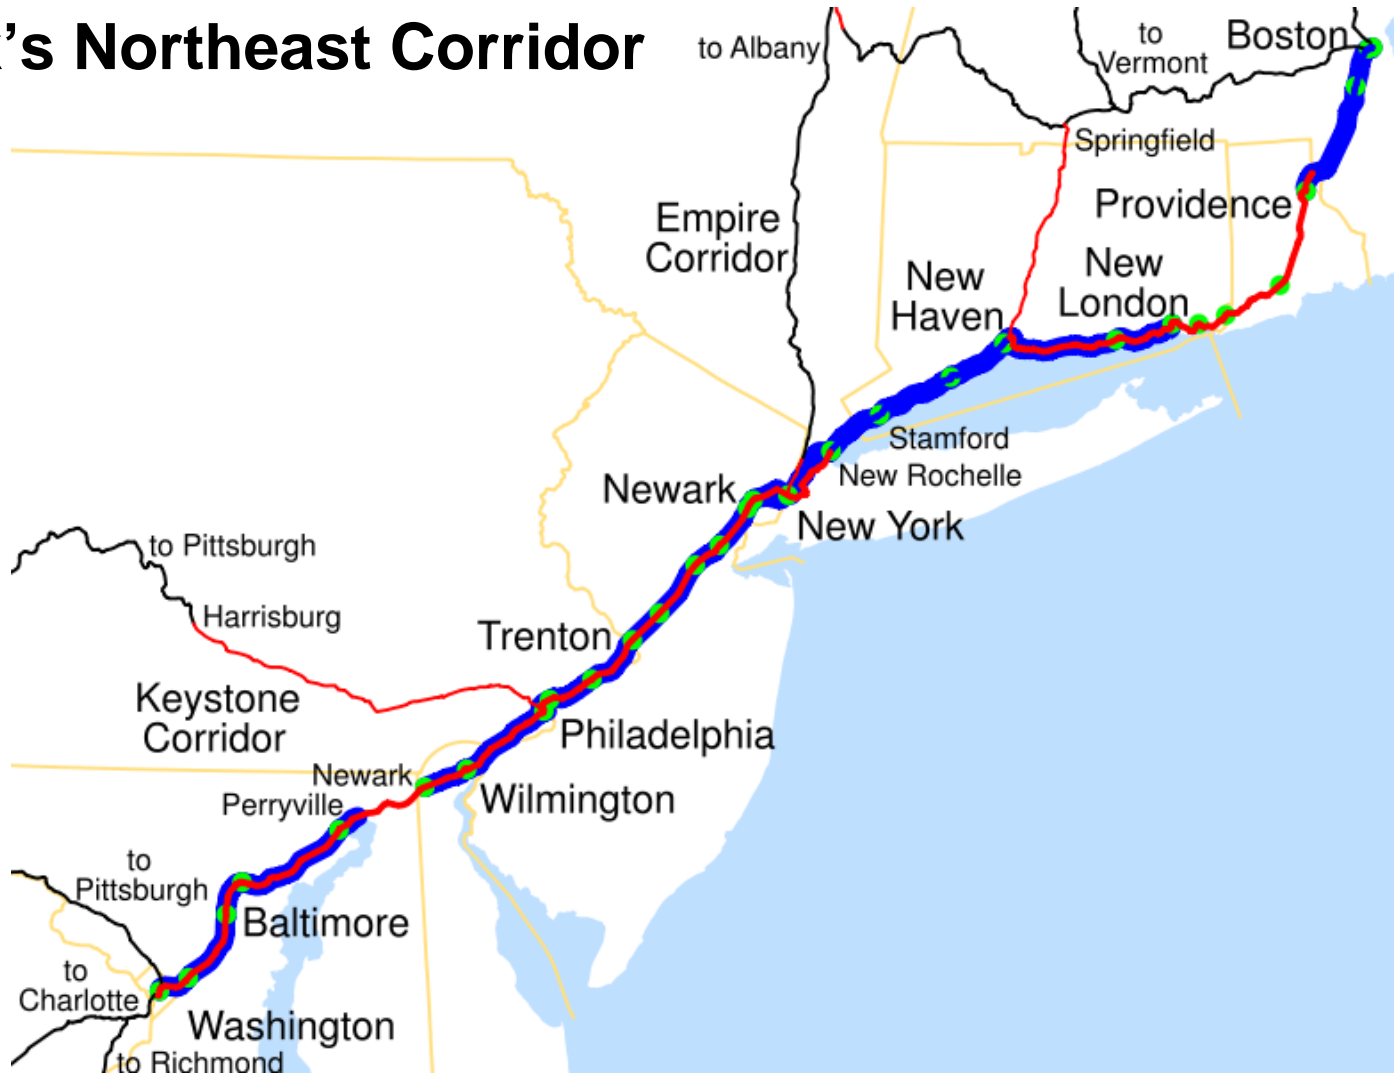 ’s Northeast Corridor
to Albany
to
Vermont
Boston
Springfield
Providence
Empire
Corridor
New
Haven
New
London
Stamford
New Rochelle
Newark
New York
to Pittsburgh
Harrisburg
Trenton
Keystone
Corridor
Philadelphia
Newark
Perryville
Wilmington
to
Pittsburgh
Baltimore
to
Charlotte
Washington
to Richmond